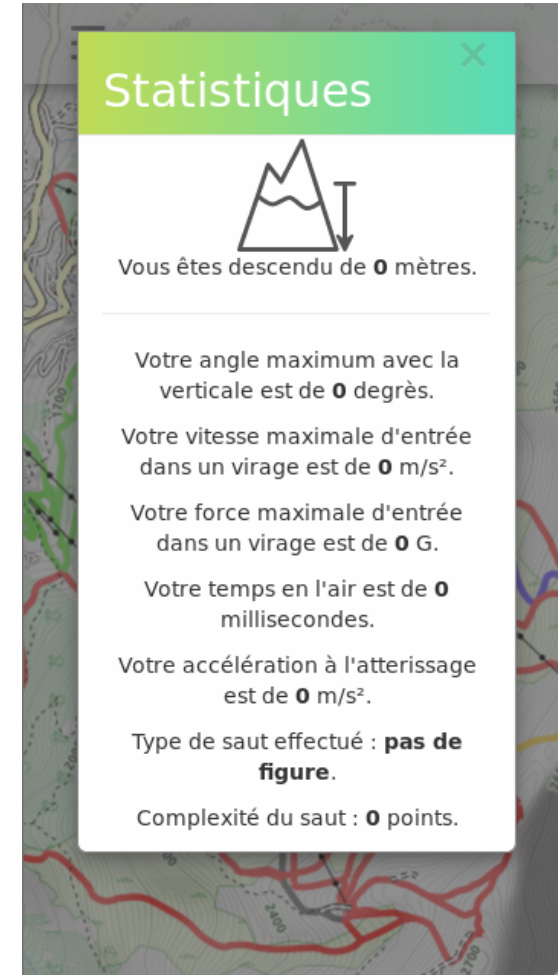 2600
×
Statistiques
Vous êtes descendu de 0 mètres.
Votre angle maximum avec la
verticale est de 0 degrès.
Votre vitesse maximale d'entrée
dans un virage est de 0 m/s².
Votre force maximale d'entrée
dans un virage est de 0 G.
Votre temps en l'air est de 0
millisecondes.
Votre accélération à l'atterissage
est de 0 m/s².
Type de saut effectué : pas de
figure.
Complexité du saut : 0 points.
1700
2400